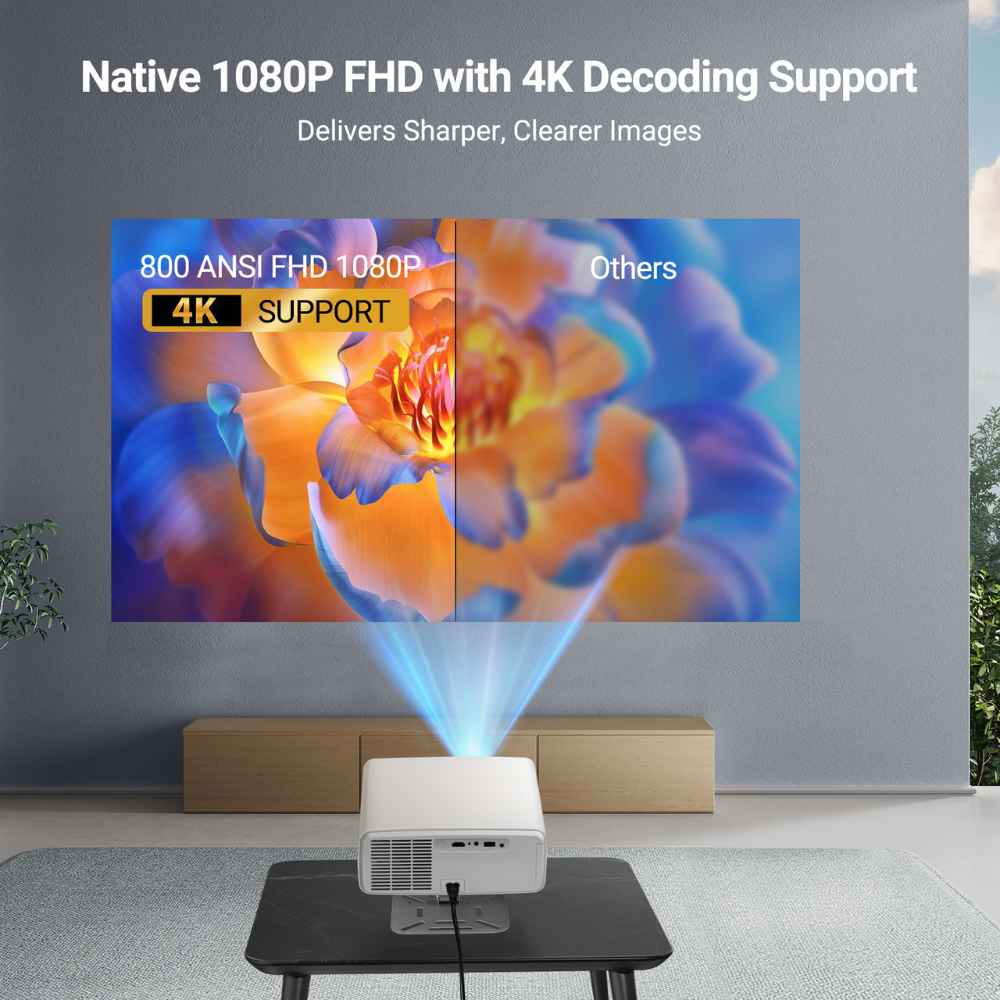 Native 1080P FHD with 4K Decoding Support
Delivers Sharper, Clearer Images
800 ANSI FHD 1080P
Others
4K SUPPORT